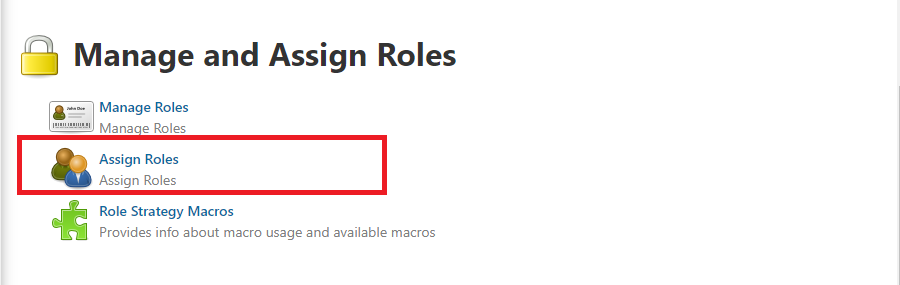 Manage and Assign Roles
John Doe
Manage Roles
Manage Roles
Assign Roles
Assign Roles
Role Strategy Macros
Provides info about macro usage and available macros